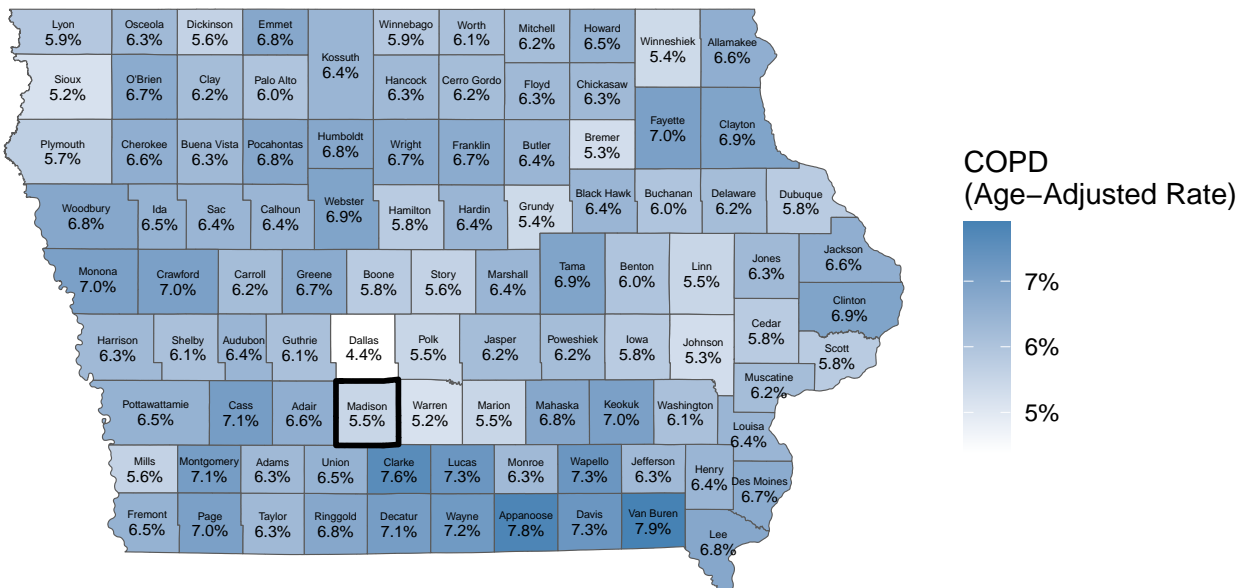 Lyon
5.9%
Osceola
6.3%
Dickinson
5.6%
Emmet
6.8%
Kossuth
6.4%
Winnebago
5.9%
Worth
6.1%
Mitchell
6.2%
Howard
6.5%
Winneshiek
5.4%
Allamakee
6.6%
Sioux
5.2%
O'Brien
6.7%
Clay
6.2%
Palo Alto
6.0%
Hancock
6.3%
Cerro Gordo
6.2%
Floyd
6.3%
Chickasaw
6.3%
Fayette
7.0%
Clayton
6.9%
Plymouth
5.7%
Cherokee
6.6%
Buena Vista
6.3%
Pocahontas
6.8%
Humboldt
6.8%
Wright
6.7%
Franklin
6.7%
Butler
6.4%
Bremer
5.3%
Woodbury
6.8%
Ida
6.5%
Sac
6.4%
Calhoun
6.4%
Webster
6.9%
Hamilton
5.8%
Hardin
6.4%
Grundy
5.4%
Black Hawk
6.4%
Buchanan
6.0%
Delaware
6.2%
Dubuque
5.8%
Monona
7.0%
Crawford
7.0%
Carroll
6.2%
Greene
6.7%
Boone
5.8%
Story
5.6%
Marshall
6.4%
Tama
6.9%
Benton
6.0%
Linn
5.5%
Jones
6.3%
Jackson
6.6%
Clinton
6.9%
Harrison
6.3%
Shelby
6.1%
Audubon
6.4%
Guthrie
6.1%
Dallas
4.4%
Polk
5.5%
Jasper
6.2%
Poweshiek
6.2%
Iowa
5.8%
Johnson
5.3%
Cedar
5.8%
Scott
5.8%
Muscatine
6.2%
Pottawattamie
6.5%
Cass
7.1%
Adair
6.6%
Madison
5.5%
Warren
5.2%
Marion
5.5%
Mahaska
6.8%
Keokuk
7.0%
Washington
6.1%
Louisa
6.4%
Mills
5.6%
Montgomery
7.1%
Adams
6.3%
Union
6.5%
Clarke
7.6%
Lucas
7.3%
Monroe
6.3%
Wapello
7.3%
Jefferson
6.3%
Henry
6.4%
Des Moines
6.7%
Fremont
6.5%
Page
7.0%
Taylor
6.3%
Ringgold
6.8%
Decatur
7.1%
Wayne
7.2%
Appanoose
7.8%
Davis
7.3%
Van Buren
7.9%
Lee
6.8%
COPD
(Age−Adjusted Rate)
7%
6%
5%